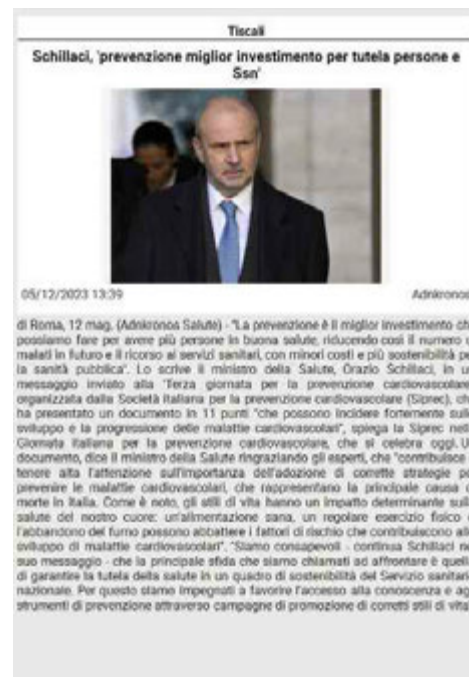 Tiscali
Schillaci, 'prevenzione miglior investimento per tutela persone e
Ssn'
05/12/2023 13:39
Adnkronos
di Roma, 12 mag. (Adnkronos Salute) - "La prevenzione è il miglior investimento ch
possiamo fare per avere più persone in buona salute, riducendo così il numero d
malati in futuro e il ricorso ai servizi sanitari, con minori costi e più sostenibilità pe
la sanità pubblica". Lo scrive il ministro della Salute, Orazio Schillaci, in un
messaggio inviato alla 'Terza giornata per la prevenzione cardiovascolare'
organizzata dalla Società italiana per la prevenzione cardiovascolare (Siprec), che
ha presentato un documento in 11 punti "che possono incidere fortemente sullo
sviluppo e la progressione delle malattie cardiovascolari", spiega la Siprec nella
Giornata italiana per la prevenzione cardiovascolare, che si celebra oggi. Un
documento, dice il ministro della Salute ringraziando gli esperti, che "contribuisce a
tenere alta l'attenzione sull'importanza dell'adozione di corrette strategie per
prevenire le malattie cardiovascolari, che rappresentano la principale causa di
morte in Italia. Come è noto, gli stili di vita hanno un impatto determinante sulla
salute del nostro cuore: un'alimentazione sana, un regolare esercizio fisico e
l'abbandono del fumo possono abbattere i fattori di rischio che contribuiscono allo
sviluppo di malattie cardiovascolari". "Siamo consapevoli - continua Schillaci nel
suo messaggio - che la principale sfida che siamo chiamati ad affrontare è quella
di garantire la tutela della salute in un quadro di sostenibilità del Servizio sanitario
nazionale. Per questo siamo impegnati a favorire l'accesso alla conoscenza e agli
strumenti di prevenzione attraverso campagne di promozione di corretti stili di vita